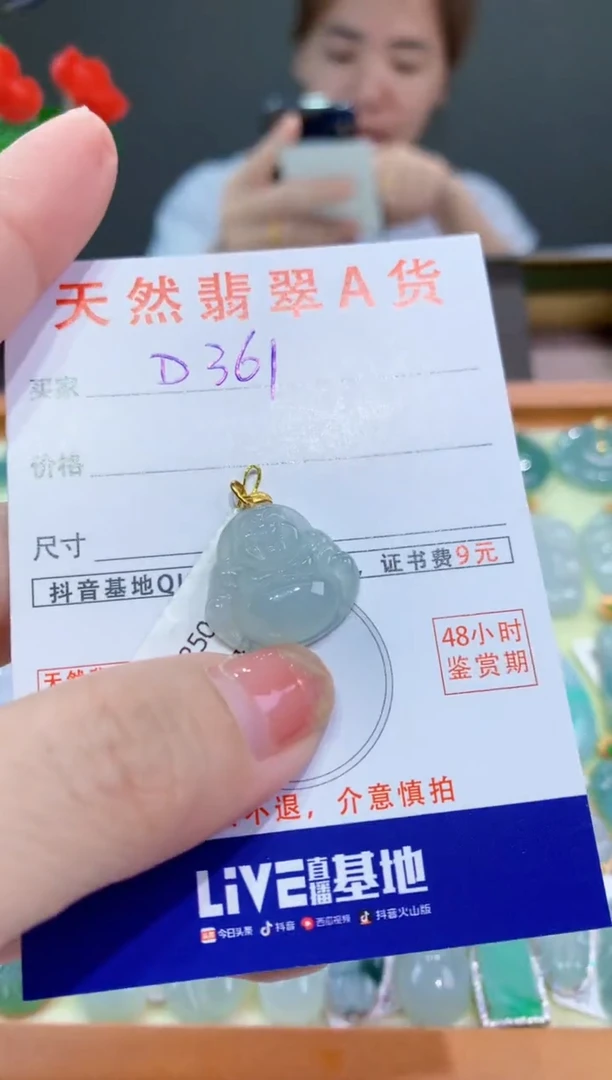 天然翡翠A货
买家 D361
价格
尺寸
抖音基地QI
证书费9元
48小时
鉴赏期
不退，介意慎拍
LiVE直播基地
今日头条 抖音 西瓜视频 抖音火山版